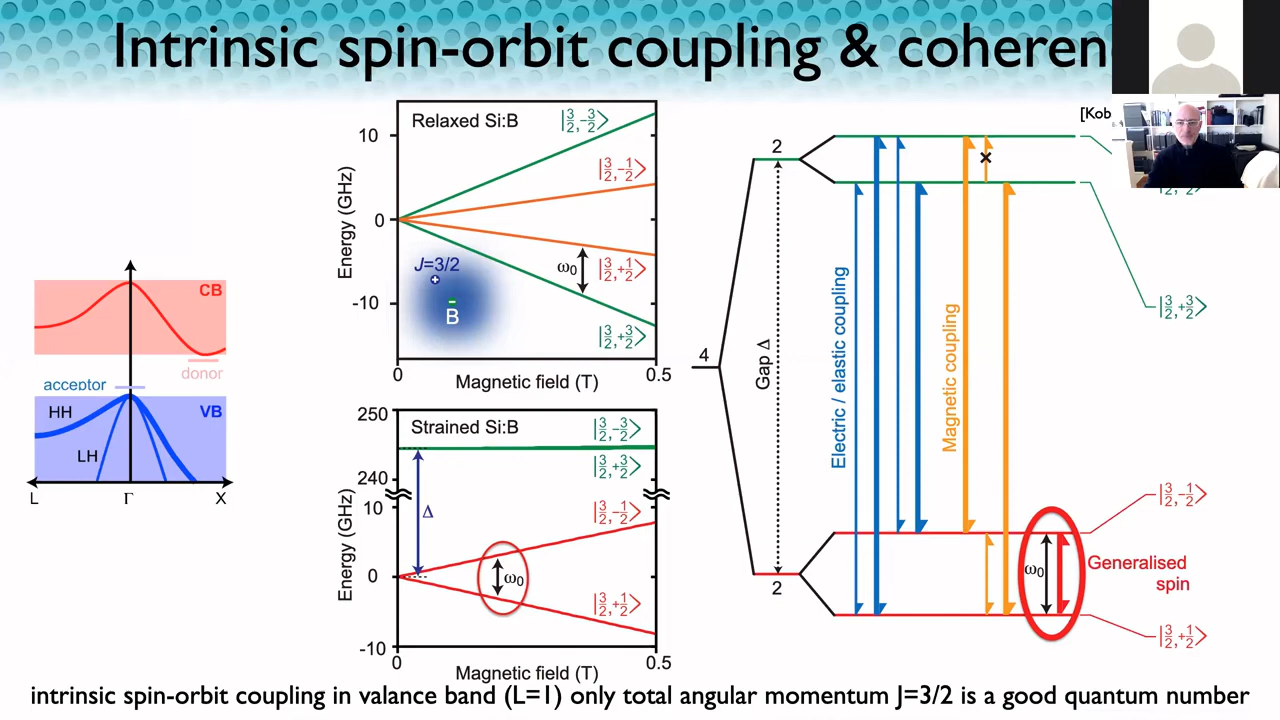 Intrinsic spin-orbit coupling & coheren
[Kob
CB
donor
acceptor
HH
VB
LH
L
Γ
X
Relaxed Si:B
Energy (GHz)
10
0
-10
|3/2,-3/2⟩
|3/2,-1/2⟩
|3/2,+1/2⟩
|3/2,+3/2⟩
ω₀
J=3/2
+
-
B
0
0.5
Magnetic field (T)
Strained Si:B
Energy (GHz)
250
240
10
0
-10
|3/2,-3/2⟩
|3/2,+3/2⟩
|3/2,-1/2⟩
|3/2,+1/2⟩
Δ
ω₀
0
0.5
Magnetic field (T)
4
2
2
Gap Δ
Electric / elastic coupling
Magnetic coupling
×
|3/2,+3/2⟩
|3/2,-1/2⟩
ω₀
Generalised
spin
|3/2,+1/2⟩
intrinsic spin-orbit coupling in valance band (L=1) only total angular momentum J=3/2 is a good quantum number